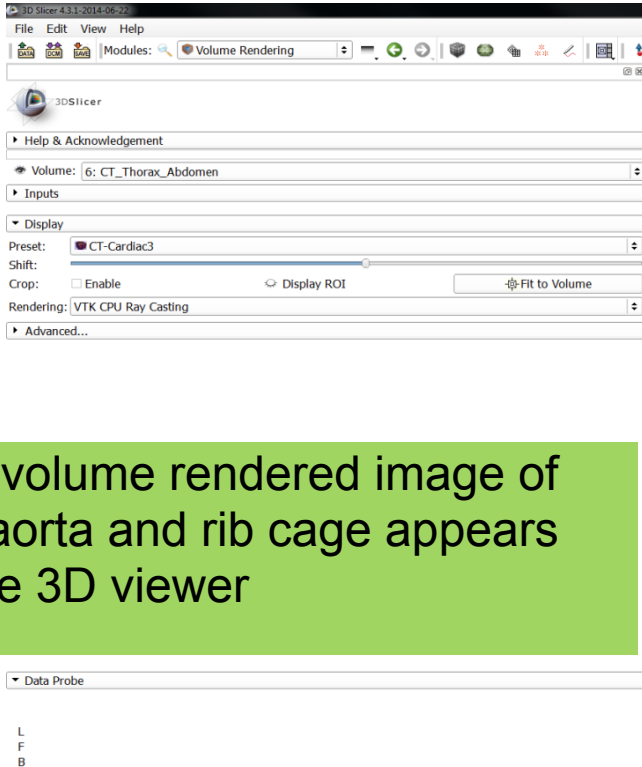 3D Slicer 4.3.1-2014-06-22
File Edit View Help
DATA DCM SAVE Modules: Volume Rendering
3DSlicer
Help & Acknowledgement
Volume: 6: CT_Thorax_Abdomen
Inputs
Display
Preset: CT-Cardiac3
Shift:
Crop: Enable Display ROI Fit to Volume
Rendering: VTK CPU Ray Casting
Advanced...
volume rendered image of
aorta and rib cage appears
e 3D viewer
Data Probe
L
F
B